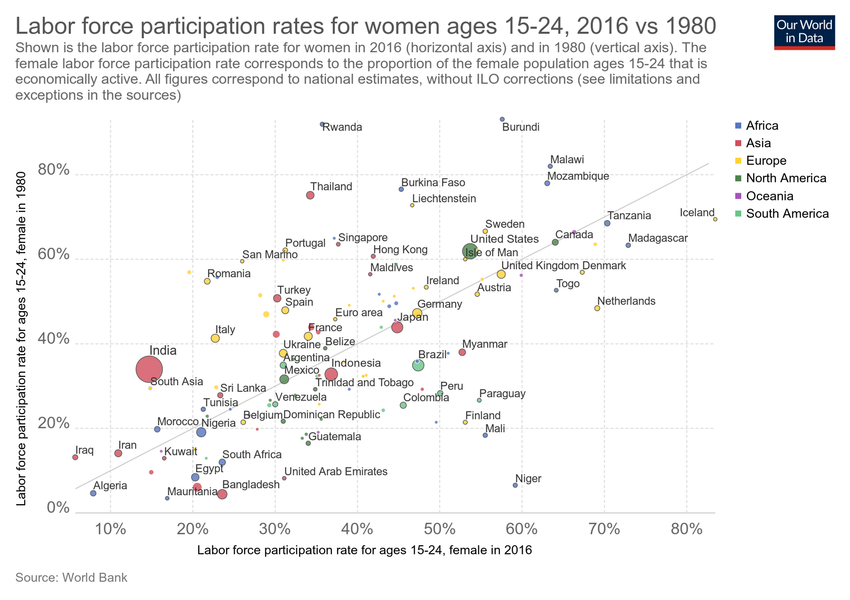 Labor force participation rates for women ages 15-24, 2016 vs 1980
Our World
in Data
Shown is the labor force participation rate for women in 2016 (horizontal axis) and in 1980 (vertical axis). The
female labor force participation rate corresponds to the proportion of the female population ages 15-24 that is
economically active. All figures correspond to national estimates, without ILO corrections (see limitations and
exceptions in the sources)
Labor force participation rate for ages 15-24, female in 1980
80%
60%
40%
20%
0%
Rwanda
Burundi
Malawi
Mozambique
Burkina Faso
Thailand
Liechtenstein
Iceland
Tanzania
Sweden
Canada
Madagascar
Singapore
United States
Portugal
Hong Kong
Isle of Man
San Marino
Maldives
United Kingdom
Denmark
Romania
Ireland
Togo
Austria
Turkey
Spain
Germany
Netherlands
Euro area
Japan
Italy
France
Belize
Ukraine
Myanmar
India
Argentina
Brazil
Indonesia
Mexico
South Asia
Trinidad and Tobago
Sri Lanka
Peru
Paraguay
Venezuela
Colombia
Tunisia
Belgium
Dominican Republic
Finland
Morocco
Nigeria
Mali
Guatemala
Iraq
Iran
Kuwait
South Africa
Egypt
United Arab Emirates
Niger
Algeria
Mauritania
Bangladesh
10%
20%
30%
40%
50%
60%
70%
80%
Labor force participation rate for ages 15-24, female in 2016
Africa
Asia
Europe
North America
Oceania
South America
Source: World Bank